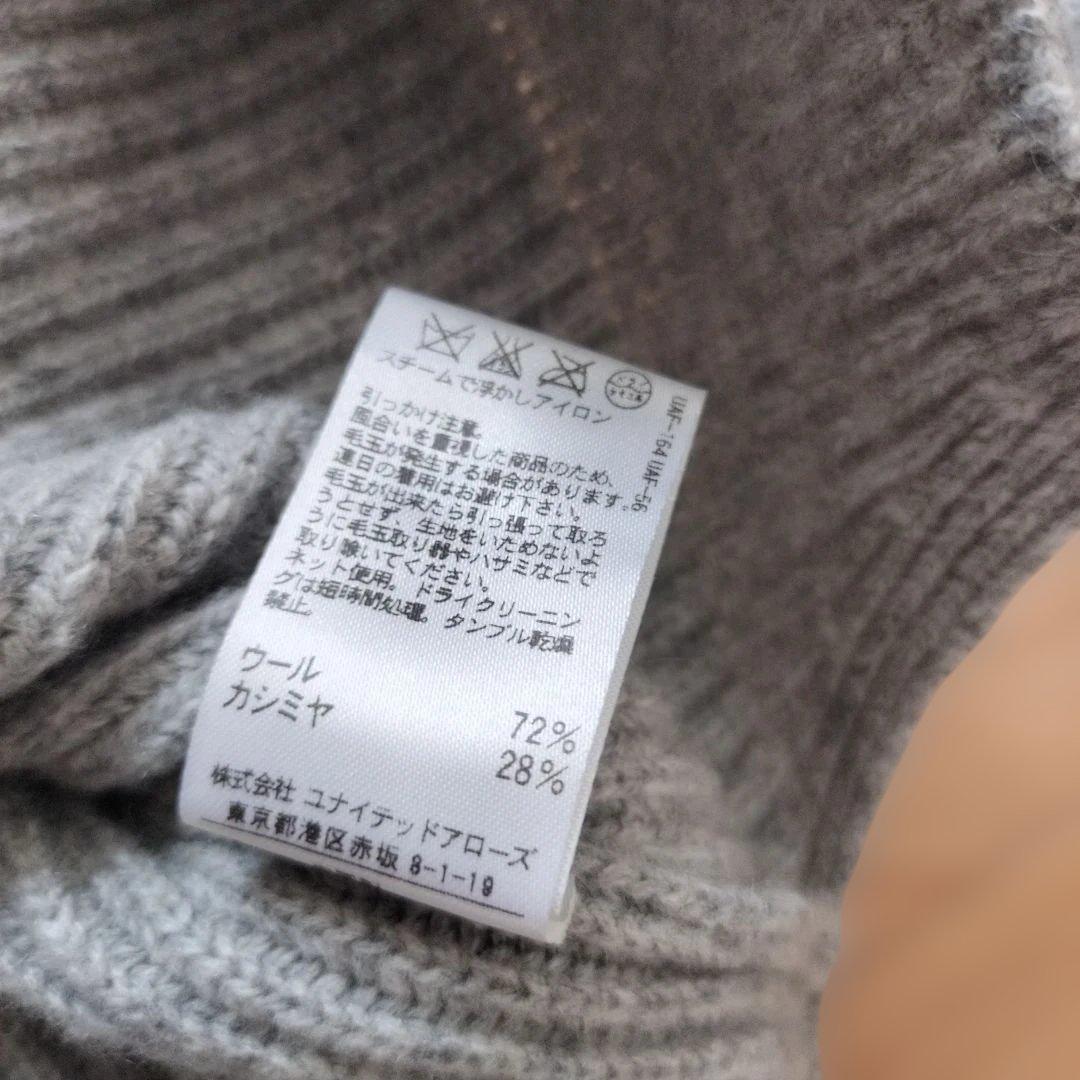 スチームで浮かしアイロン
引っかけ注意。
風合いを重視した商品のため、
毛玉が発生する場合があります。
連日の着用はお避け下さい。
毛玉が出来たら引っ張って取ろ
うとせず、生地をいためないよ
うに毛玉取り器やハサミなどで
取り除いてください。
ネット使用。ドライクリーニン
グは短時間処理。タンブル乾燥
禁止。
ウール 72%
カシミヤ 28%
株式会社 ユナイテッドアローズ
東京都港区赤坂 8-1-19